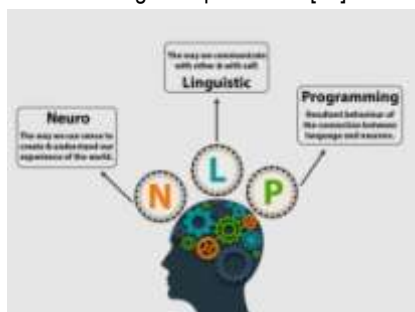 Neuro
The way we use sense to
create & understand our
experience of the world.
The way we communicate
with other & with self.
Linguistic
Programming
Resultant behaviour of
the connection between
language and neurons.
N
L
P